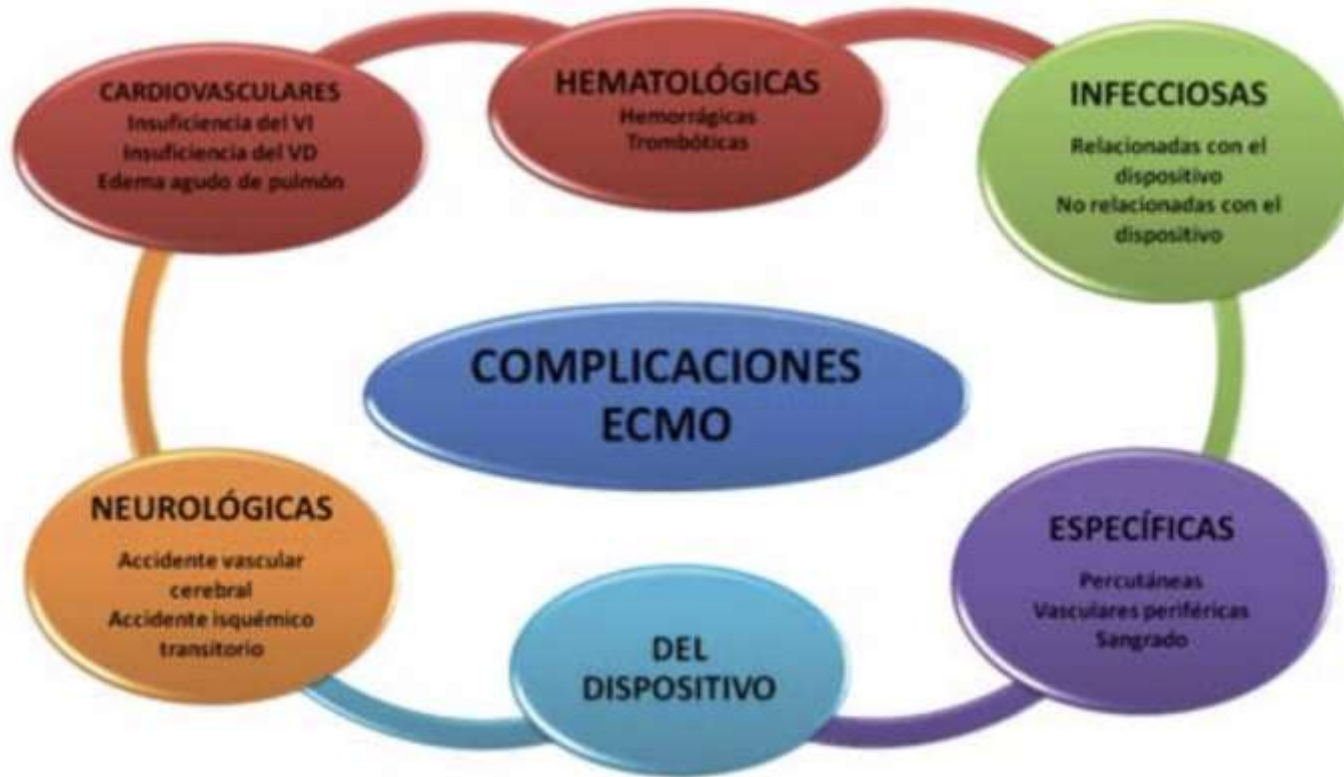 CARDIOVASCULARES
Insuficiencia del VI
Insuficiencia del VD
Edema agudo de pulmón
HEMATOLÓGICAS
Hemorrágicas
Trombóticas
INFECCIOSAS
Relacionadas con el
dispositivo
No relacionadas con el
dispositivo
COMPLICACIONES
ECMO
NEUROLÓGICAS
Accidente vascular
cerebral
Accidente isquémico
transitorio
DEL
DISPOSITIVO
ESPECÍFICAS
Percutáneas
Vasculares periféricas
Sangrado